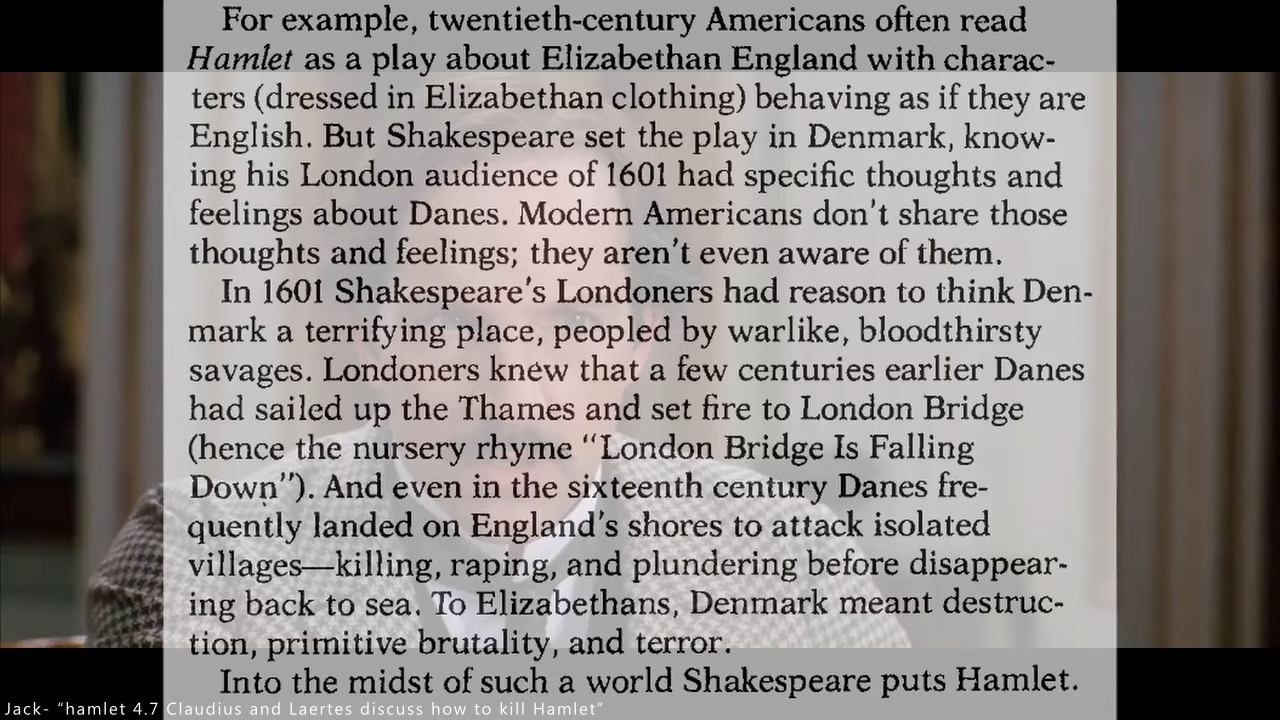 For example, twentieth-century Americans often read
Hamlet as a play about Elizabethan England with charac-
ters (dressed in Elizabethan clothing) behaving as if they are
English. But Shakespeare set the play in Denmark, know-
ing his London audience of 1601 had specific thoughts and
feelings about Danes. Modern Americans don't share those
thoughts and feelings; they aren't even aware of them.
In 1601 Shakespeare's Londoners had reason to think Den-
mark a terrifying place, peopled by warlike, bloodthirsty
savages. Londoners knew that a few centuries earlier Danes
had sailed up the Thames and set fire to London Bridge
(hence the nursery rhyme “London Bridge Is Falling
Down”). And even in the sixteenth century Danes fre-
quently landed on England's shores to attack isolated
villages—killing, raping, and plundering before disappear-
ing back to sea. To Elizabethans, Denmark meant destruc-
tion, primitive brutality, and terror.
Into the midst of such a world Shakespeare puts Hamlet.
Jack- “hamlet 4.7 Claudius and Laertes discuss how to kill Hamlet”